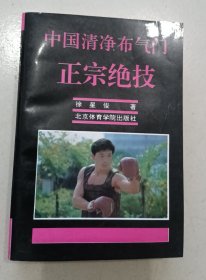 中国清净布气门
正宗绝技
徐星俊 著
北京体育学院出版社